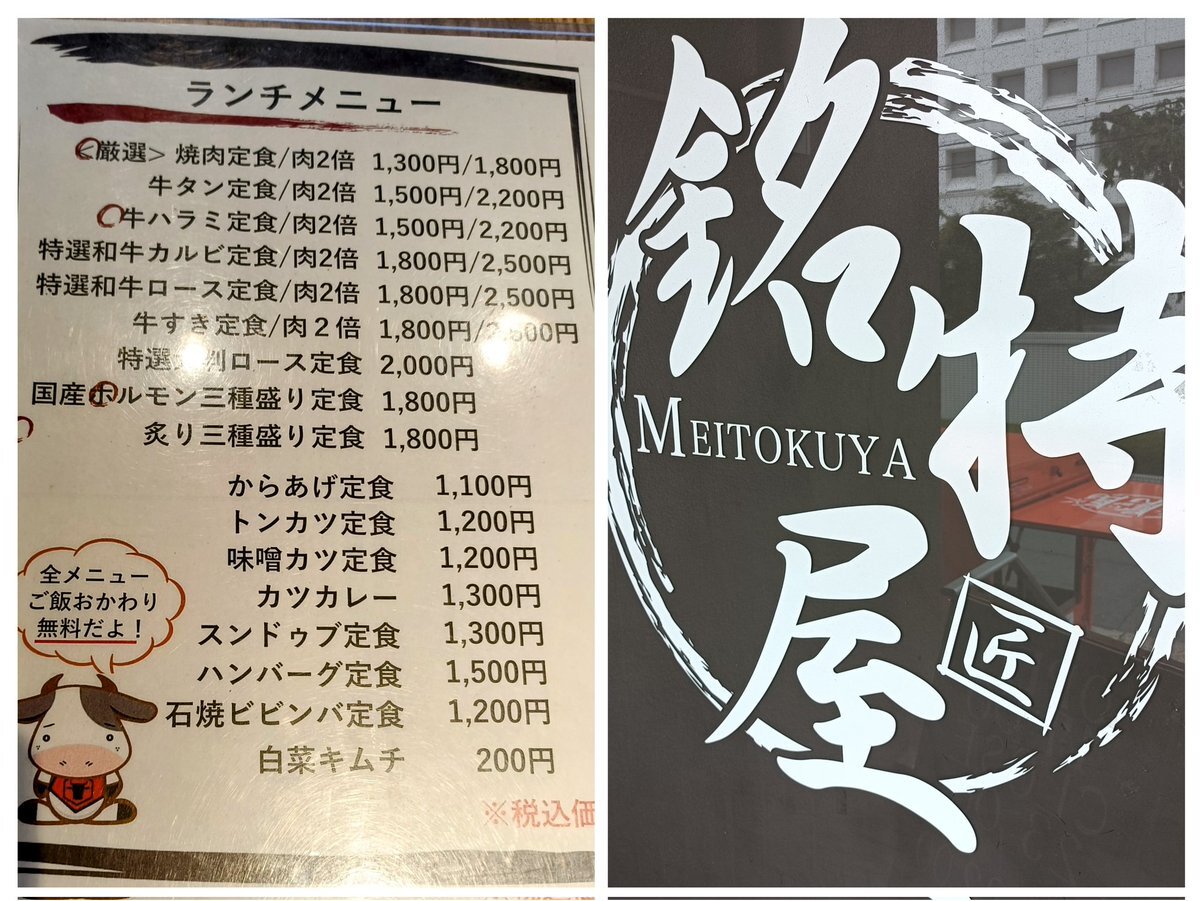 ランチメニュー
<厳選> 焼肉定食/肉2倍 1,300円/1,800円
牛タン定食/肉2倍 1,500円/2,200円
牛ハラミ定食/肉2倍 1,500円/2,200円
特選和牛カルビ定食/肉2倍 1,800円/2,500円
特選和牛ロース定食/肉2倍 1,800円/2,500円
牛すき定食/肉２倍 1,800円/2,500円
特選 判ロース定食 2,000円
国産ホルモン三種盛り定食 1,800円
炙り三種盛り定食 1,800円
からあげ定食 1,100円
トンカツ定食 1,200円
味噌カツ定食 1,200円
カツカレー 1,300円
スンドゥブ定食 1,300円
ハンバーグ定食 1,500円
石焼ビビンバ定食 1,200円
白菜キムチ 200円
※税込価
全メニュー
ご飯おかわり
無料だよ！
銘特屋
MEITOKUYA
匠